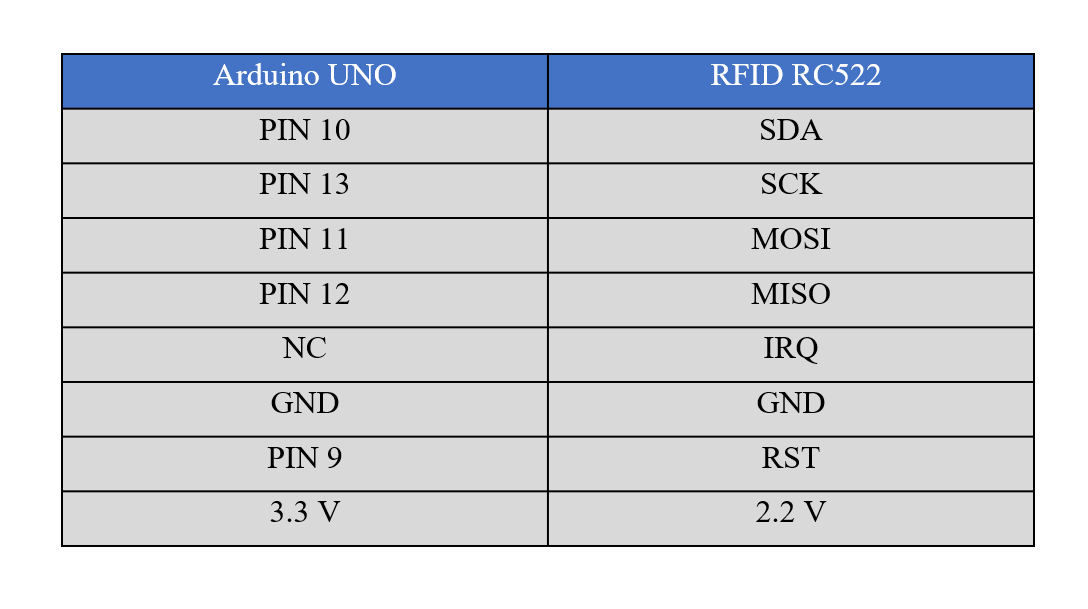 Arduino UNO RFID RC522
PIN 10 SDA
PIN 13 SCK
PIN 11 MOSI
PIN 12 MISO
NC IRQ
GND GND
PIN 9 RST
3.3 V 2.2 V